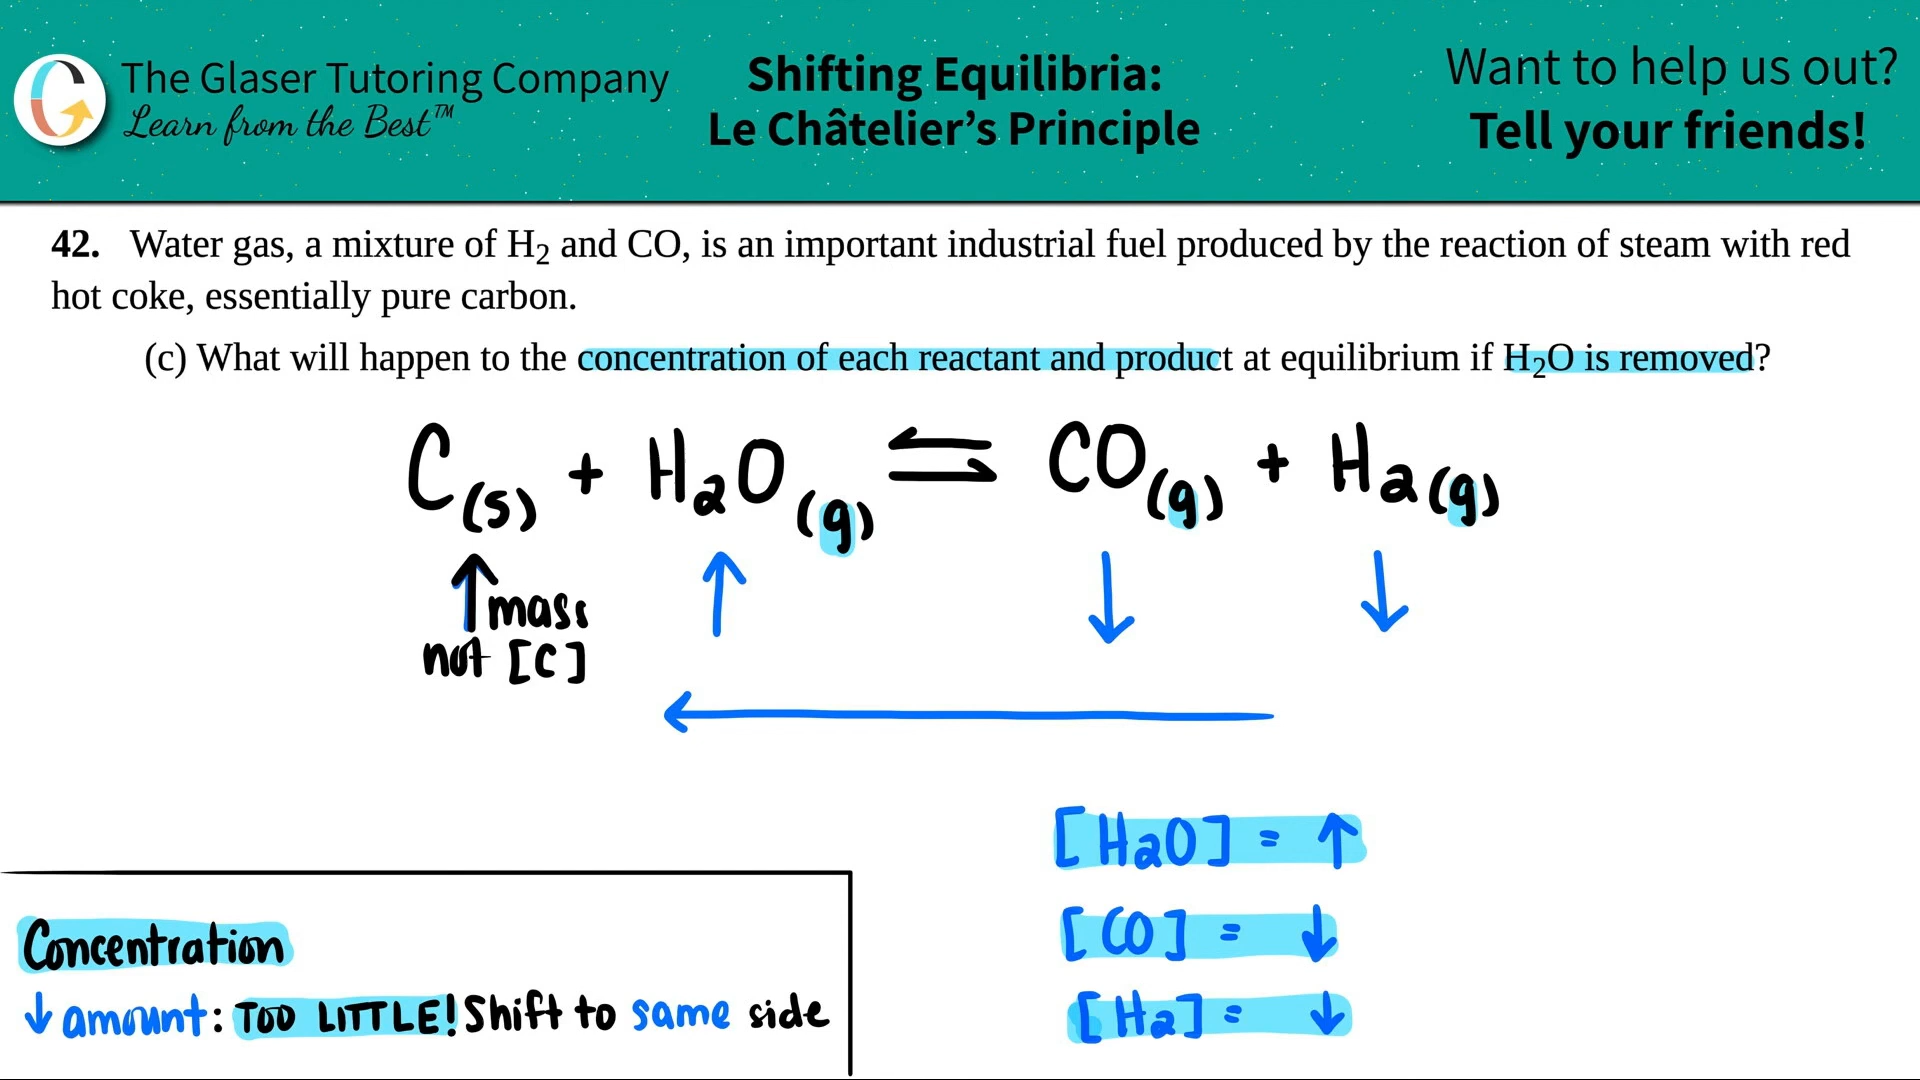 The Glaser Tutoring Company
Learn from the Best™
Shifting Equilibria:
Le Châtelier's Principle
Want to help us out?
Tell your friends!
42. Water gas, a mixture of H₂ and CO, is an important industrial fuel produced by the reaction of steam with red
hot coke, essentially pure carbon.
(c) What will happen to the concentration of each reactant and product at equilibrium if H₂O is removed?
C(s) + H₂O(g) ⇌ CO(g) + H₂(g)
↑ mass ↑ ↓ ↓
not [C]
←
[H₂O] = ↑
[CO] = ↓
[H₂] = ↓
Concentration
↓ amount: TOO LITTLE! Shift to same side